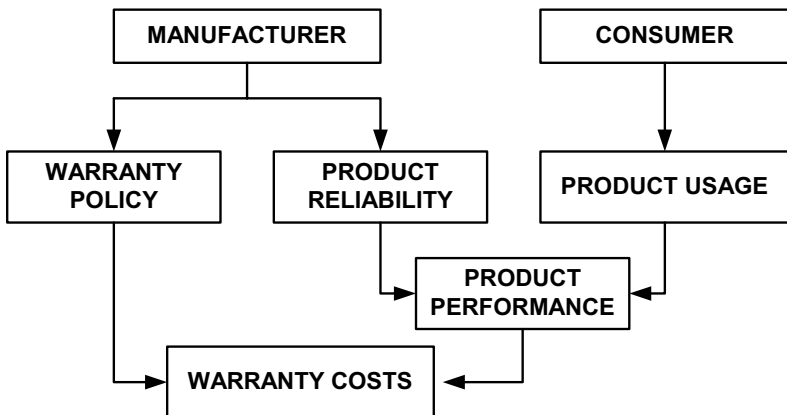 MANUFACTURER
CONSUMER
WARRANTY
POLICY
PRODUCT
RELIABILITY
PRODUCT USAGE
PRODUCT
PERFORMANCE
WARRANTY COSTS